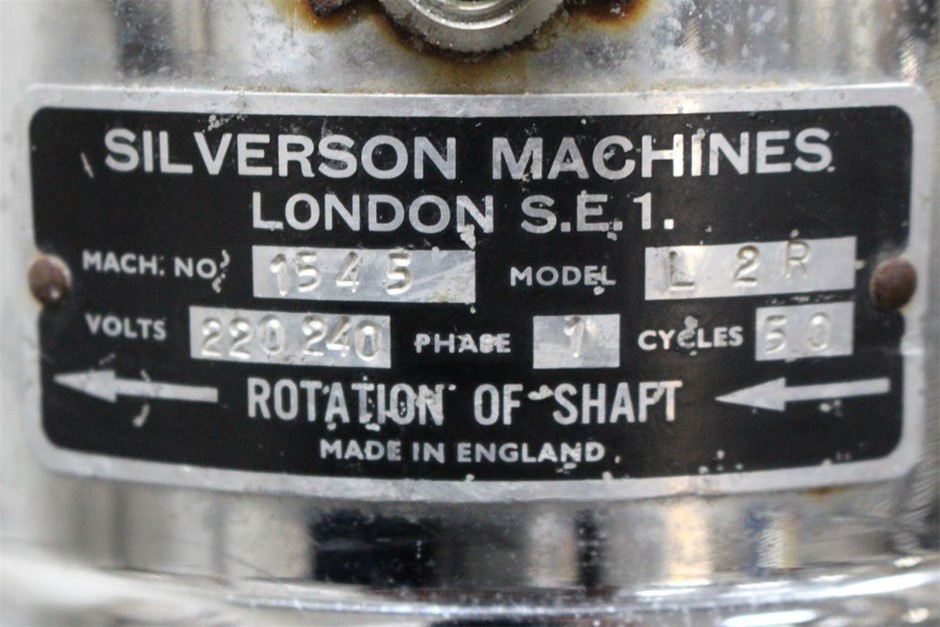 SILVERSON MACHINES
LONDON S.E.1.
MACH. NO. 1545 MODEL L 2 R
VOLTS 220 240 PHASE 1 CYCLES 50
ROTATION OF SHAFT
MADE IN ENGLAND